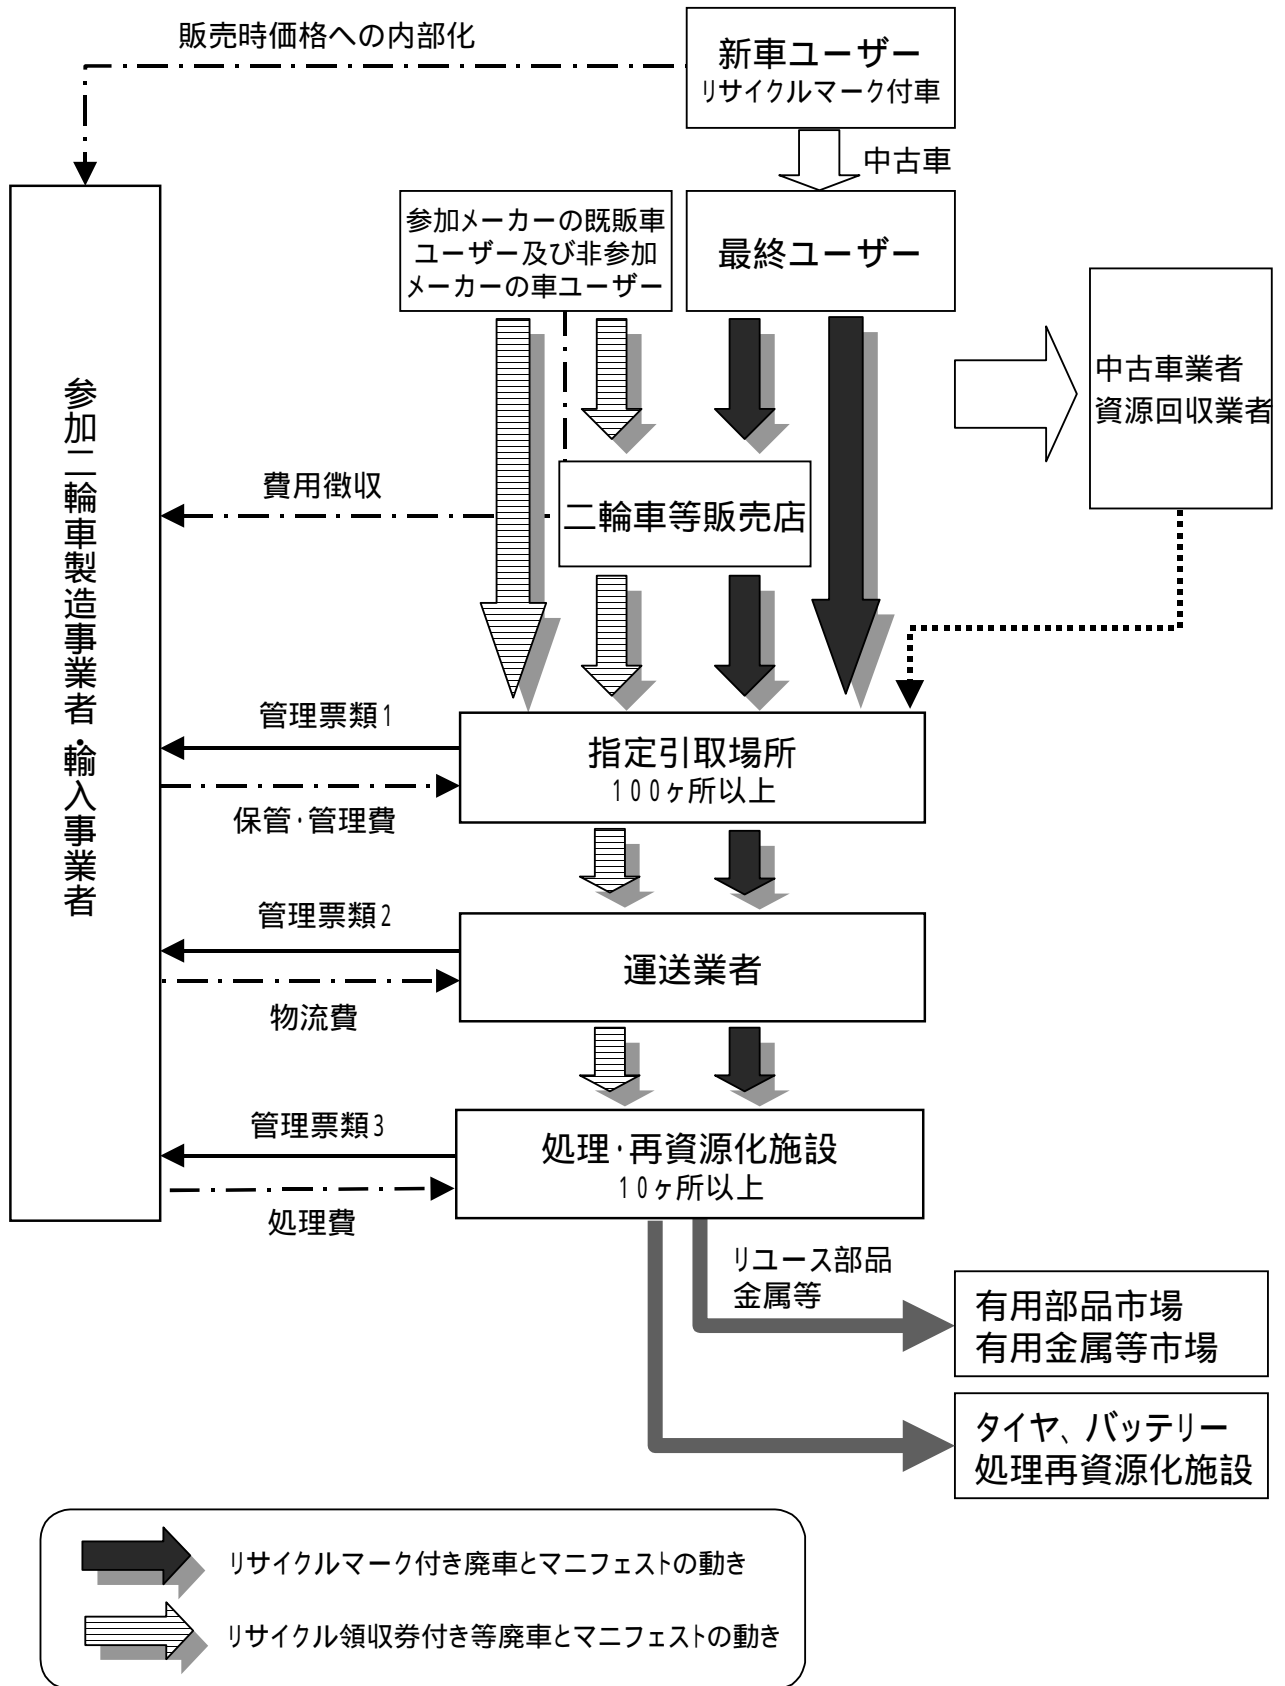 販売時価格への内部化
新車ユーザー
リサイクルマーク付車
中古車
参加メーカーの既販車
ユーザー及び非参加
メーカーの車ユーザー
最終ユーザー
中古車業者
資源回収業者
参加二輪車製造事業者・輸入事業者
費用徴収
二輪車等販売店
管理票類1
指定引取場所
100ヶ所以上
保管・管理費
管理票類2
運送業者
物流費
管理票類3
処理・再資源化施設
10ヶ所以上
処理費
リユース部品
金属等
有用部品市場
有用金属等市場
タイヤ、バッテリー
処理再資源化施設
リサイクルマーク付き廃車とマニフェストの動き
リサイクル領収券付き等廃車とマニフェストの動き